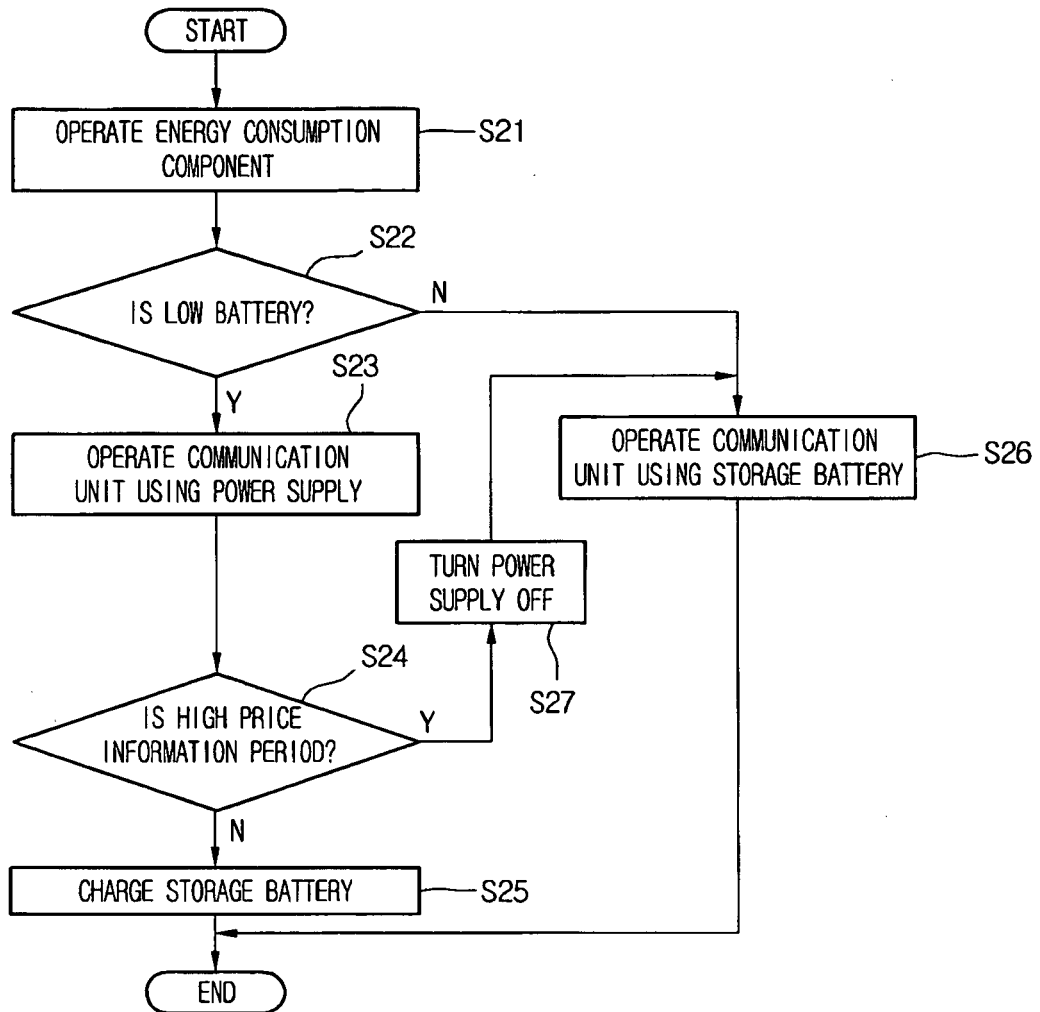 START
OPERATE ENERGY CONSUMPTION
COMPONENT
S21
S22
IS LOW BATTERY?
N
S23
Y
OPERATE COMMUNICATION
UNIT USING POWER SUPPLY
OPERATE COMMUNICATION
UNIT USING STORAGE BATTERY
S26
TURN POWER
SUPPLY OFF
S27
S24
IS HIGH PRICE
INFORMATION PERIOD?
Y
N
CHARGE STORAGE BATTERY
S25
END